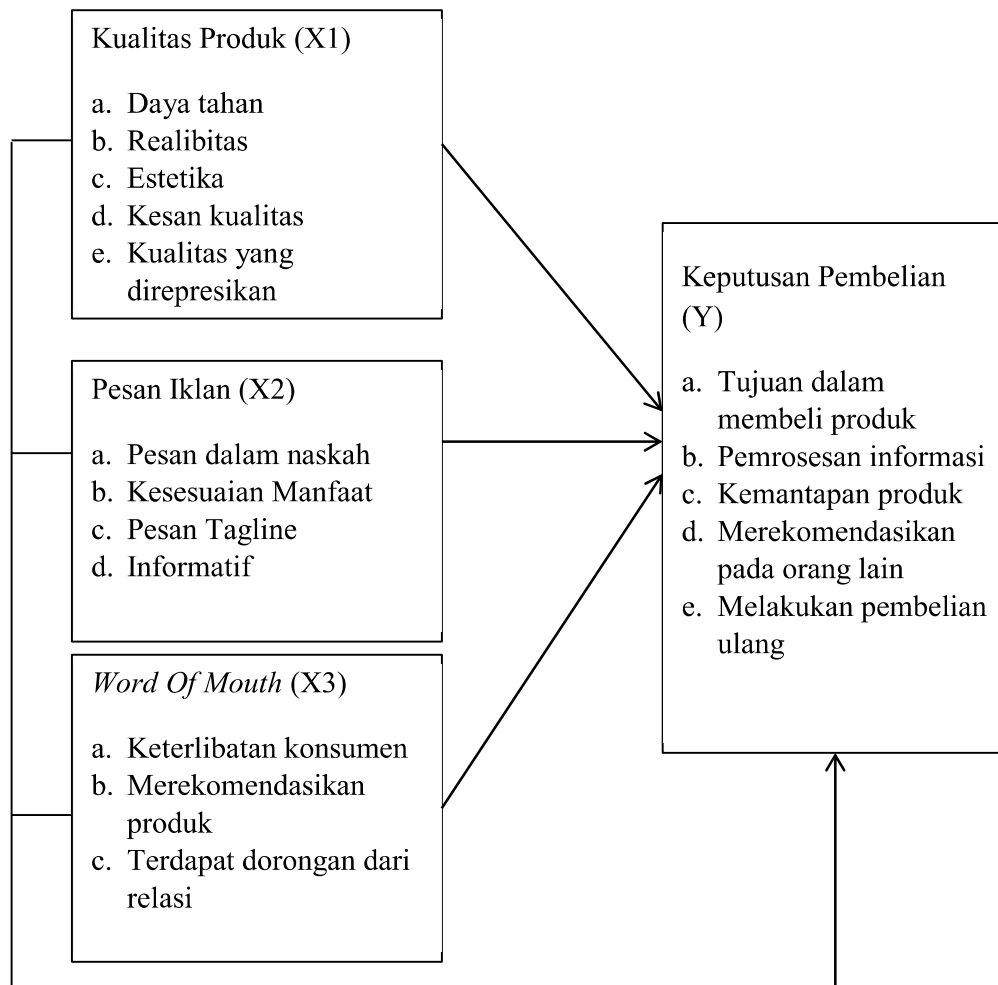 Kualitas Produk (X1)
a. Daya tahan
b. Realibitas
c. Estetika
d. Kesan kualitas
e. Kualitas yang
direpresikan
Pesan Iklan (X2)
a. Pesan dalam naskah
b. Kesesuaian Manfaat
c. Pesan Tagline
d. Informatif
Word Of Mouth (X3)
a. Keterlibatan konsumen
b. Merekomendasikan
produk
c. Terdapat dorongan dari
relasi
Keputusan Pembelian
(Y)
a. Tujuan dalam
membeli produk
b. Pemrosesan informasi
c. Kemantapan produk
d. Merekomendasikan
pada orang lain
e. Melakukan pembelian
ulang